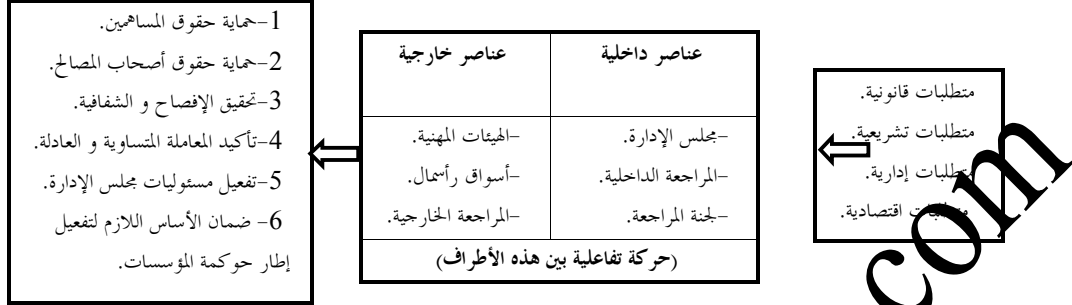 متطلبات قانونية.
متطلبات تشريعية.
متطلبات إدارية.
متطلبات اقتصادية.
عناصر داخلية
عناصر خارجية
-مجلس الإدارة.
-الهيئات المهنية.
-المراجعة الداخلية.
-أسواق رأسمال.
-لجنة المراجعة.
-المراجعة الخارجية.
(حركة تفاعلية بين هذه الأطراف)
1-حماية حقوق المساهمين.
2-حماية حقوق أصحاب المصالح.
3-تحقيق الإفصاح و الشفافية.
4-تأكيد المعاملة المتساوية و العادلة.
5-تفعيل مسئوليات مجلس الإدارة.
6- ضمان الأساس اللازم لتفعيل
إطار حوكمة المؤسسات.
com